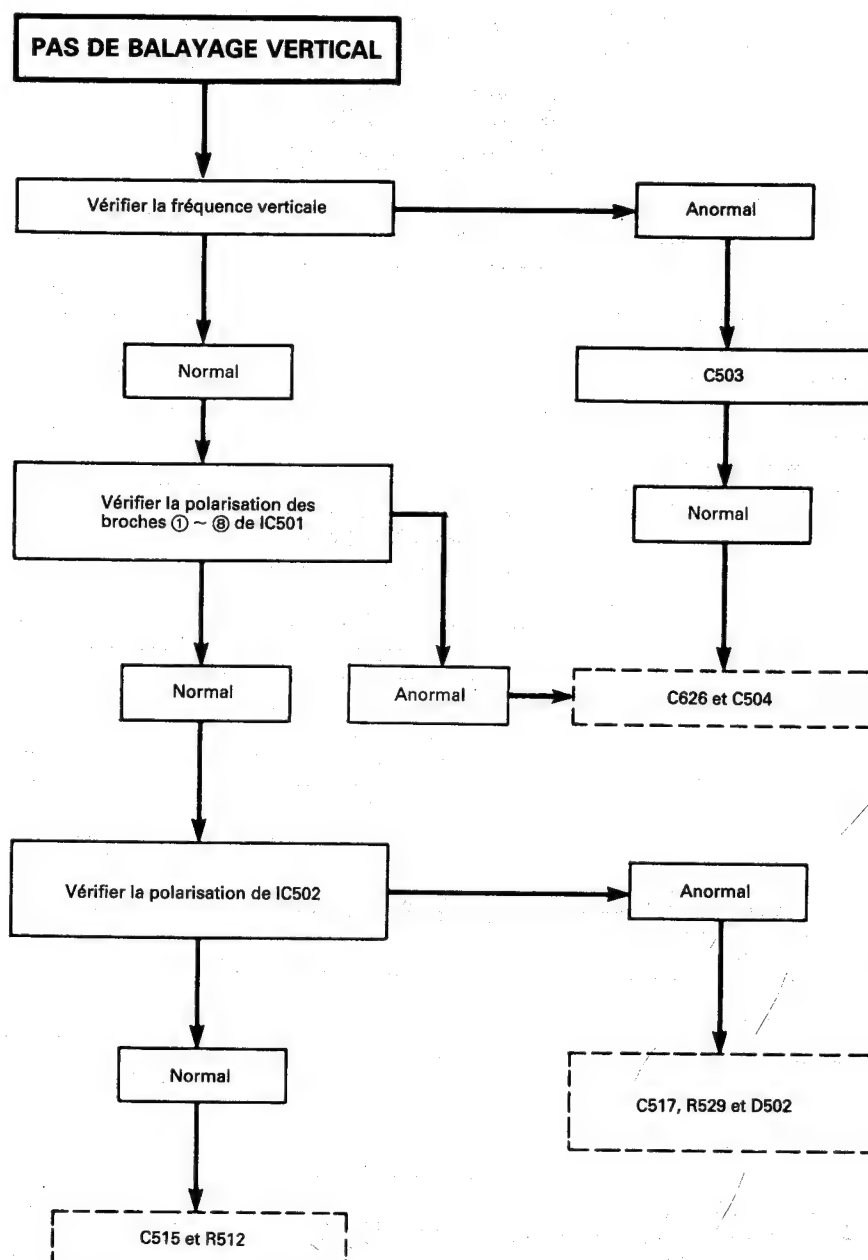 PAS DE BALAYAGE VERTICAL
Vérifier la fréquence verticale
Anormal
Normal
C503
Vérifier la polarisation des
broches ① ~ ⑧ de IC501
Normal
Normal
Anormal
C626 et C504
Vérifier la polarisation de IC502
Anormal
Normal
C517, R529 et D502
C515 et R512